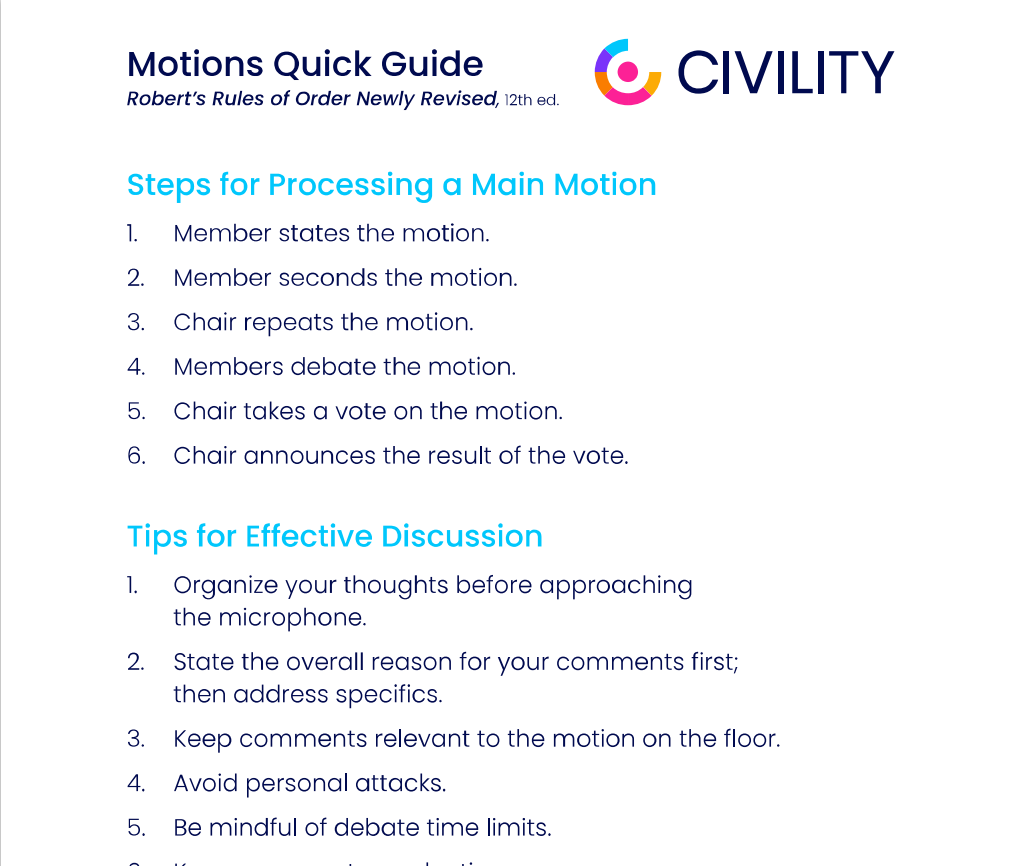 Motions Quick Guide
CIVILITY
Robert's Rules of Order Newly Revised, 12th ed.
Steps for Processing a Main Motion
1. Member states the motion.
2. Member seconds the motion.
3. Chair repeats the motion.
4. Members debate the motion.
5. Chair takes a vote on the motion.
6. Chair announces the result of the vote.
Tips for Effective Discussion
1. Organize your thoughts before approaching
the microphone.
2. State the overall reason for your comments first;
then address specifics.
3. Keep comments relevant to the motion on the floor.
4. Avoid personal attacks.
5. Be mindful of debate time limits.